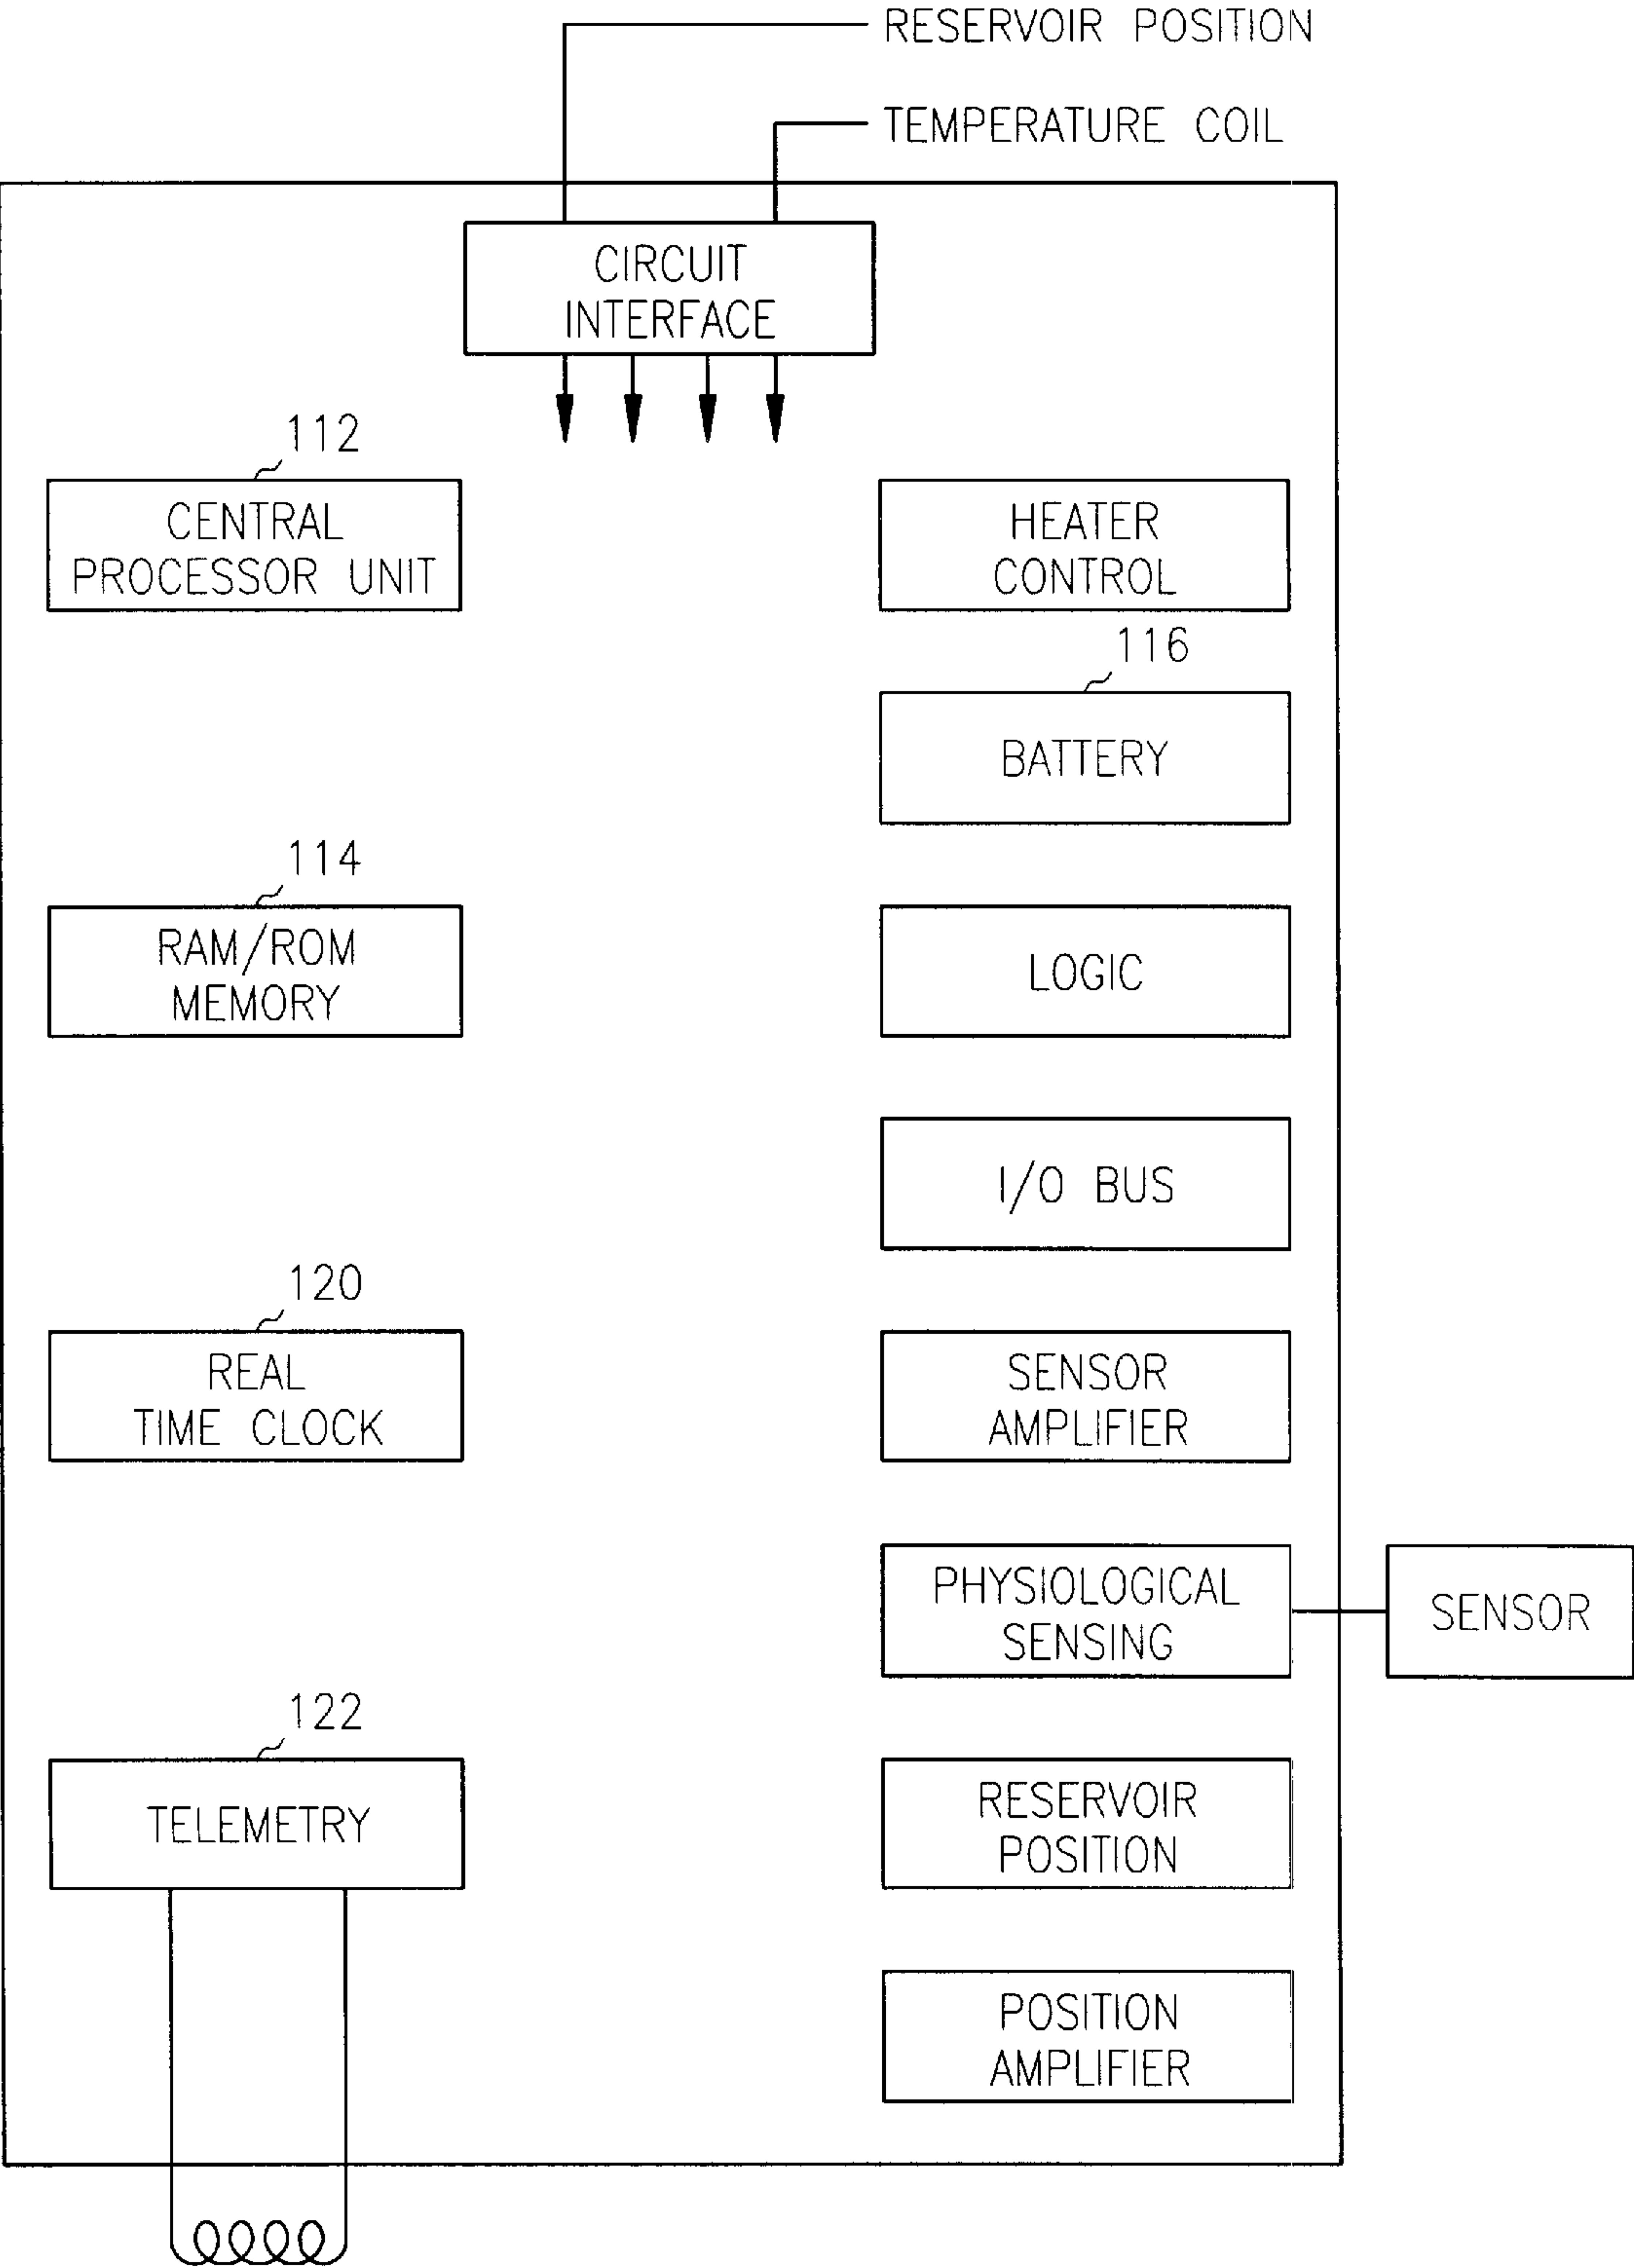 RESERVOIR POSITION
TEMPERATURE COIL
CIRCUIT
INTERFACE
112
CENTRAL
PROCESSOR UNIT
HEATER
CONTROL
116
BATTERY
114
RAM/ROM
MEMORY
LOGIC
I/O BUS
120
REAL
TIME CLOCK
SENSOR
AMPLIFIER
PHYSIOLOGICAL
SENSING
SENSOR
122
TELEMETRY
RESERVOIR
POSITION
POSITION
AMPLIFIER